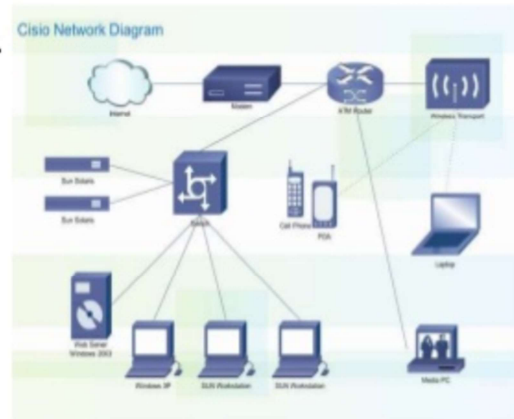 Cisio Network Diagram
Internet
Modem
ATM Router
Wireless Transport
Sun Solaris
Sun Solaris
Switch
Cell Phone
PDA
Laptop
Web Server
Windows 2003
Windows XP
SUN Workstation
SUN Workstation
Media PC